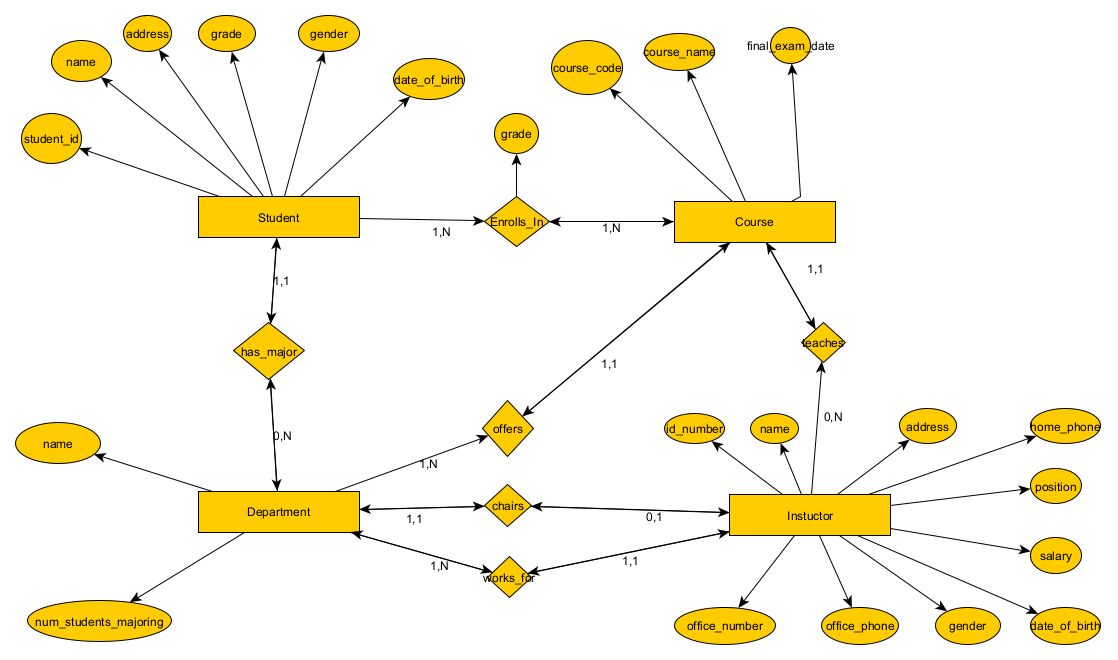 address
grade
gender
name
date_of_birth
student_id
final_exam_date
course_name
course_code
grade
Student
Enrolls_In
Course
1,N
1,N
1,1
1,1
has_major
teaches
1,1
0,N
offers
1,N
name
id_number
name
address
home_phone
position
salary
Department
chairs
Instuctor
1,1
0,1
1,N
works_for
1,1
num_students_majoring
office_number
office_phone
gender
date_of_birth